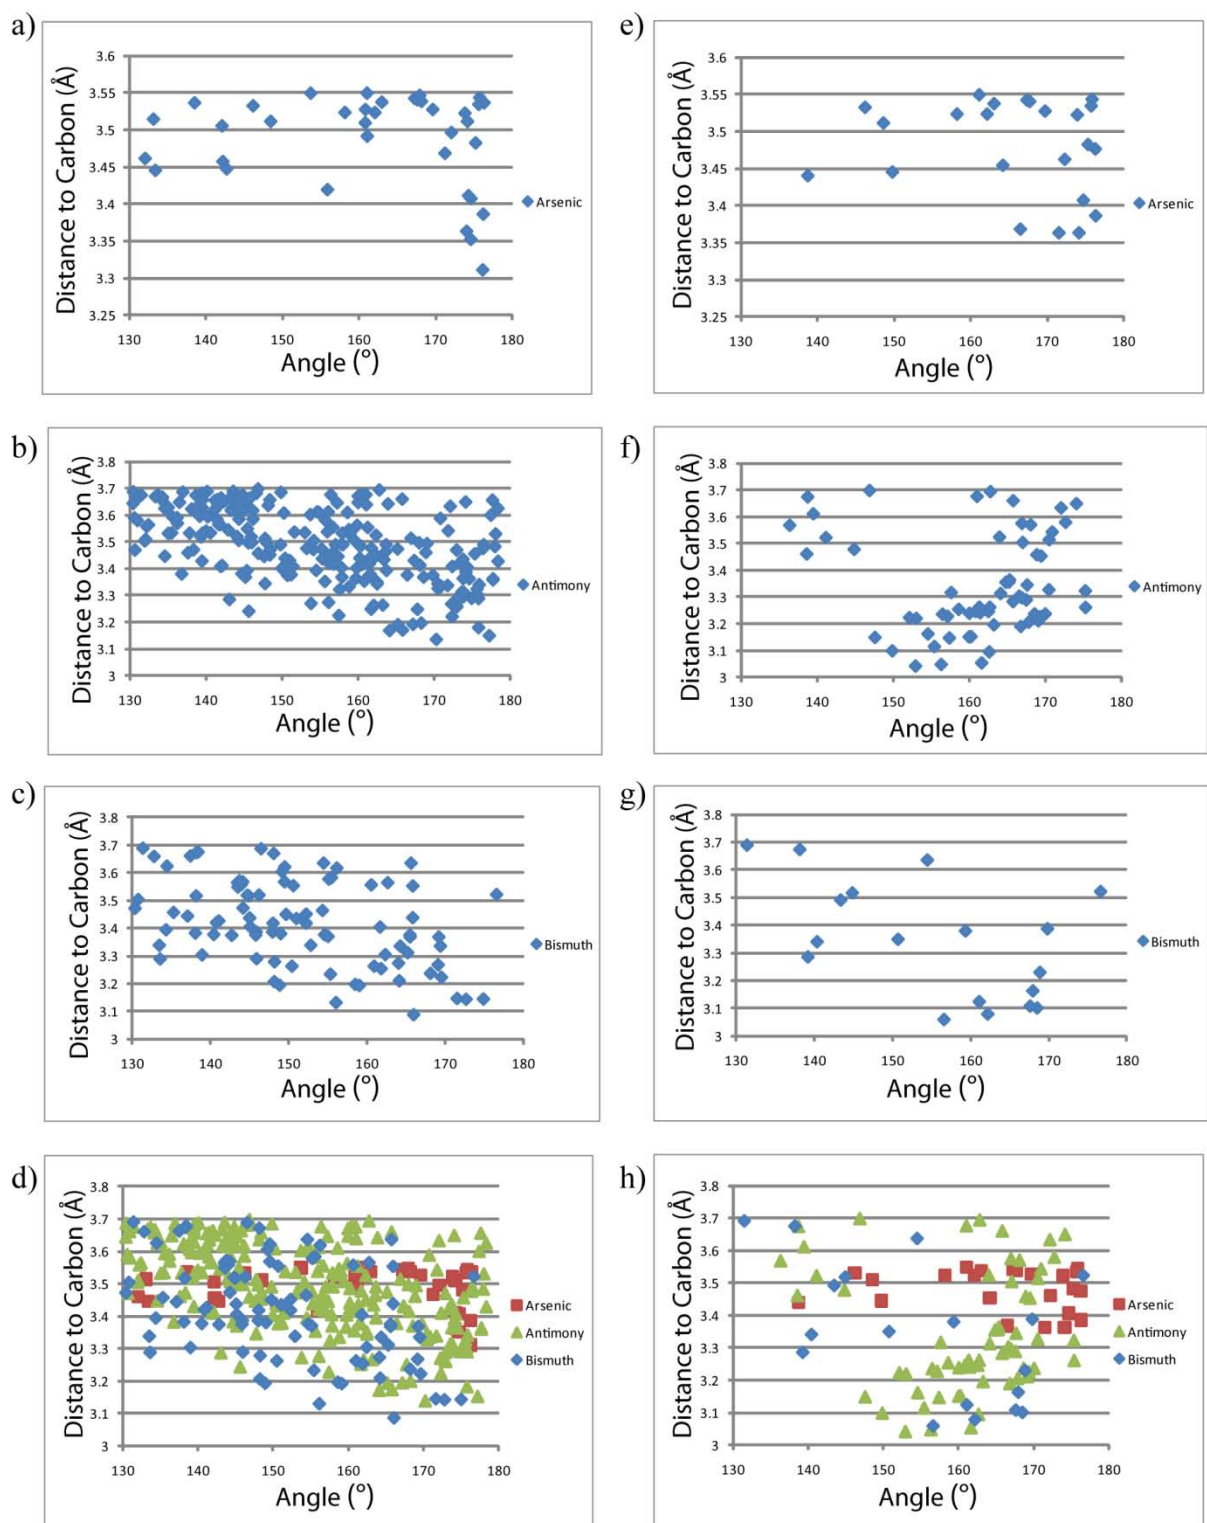 a)
Distance to Carbon (Å)
3.6
3.55
3.5
3.45
3.4
3.35
3.3
3.25
130 140 150 160 170 180
Angle (°)
Arsenic
e)
Distance to Carbon (Å)
3.6
3.55
3.5
3.45
3.4
3.35
3.3
3.25
130 140 150 160 170 180
Angle (°)
Arsenic
b)
Distance to Carbon (Å)
3.8
3.7
3.6
3.5
3.4
3.3
3.2
3.1
3
130 140 150 160 170 180
Angle (°)
Antimony
f)
Distance to Carbon (Å)
3.8
3.7
3.6
3.5
3.4
3.3
3.2
3.1
3
130 140 150 160 170 180
Angle (°)
Antimony
c)
Distance to Carbon (Å)
3.8
3.7
3.6
3.5
3.4
3.3
3.2
3.1
3
130 140 150 160 170 180
Angle (°)
Bismuth
g)
Distance to Carbon (Å)
3.8
3.7
3.6
3.5
3.4
3.3
3.2
3.1
3
130 140 150 160 170 180
Angle (°)
Bismuth
d)
Distance to Carbon (Å)
3.8
3.7
3.6
3.5
3.4
3.3
3.2
3.1
3
130 140 150 160 170 180
Angle (°)
Arsenic
Antimony
Bismuth
h)
Distance to Carbon (Å)
3.8
3.7
3.6
3.5
3.4
3.3
3.2
3.1
3
130 140 150 160 170 180
Angle (°)
Arsenic
Antimony
Bismuth